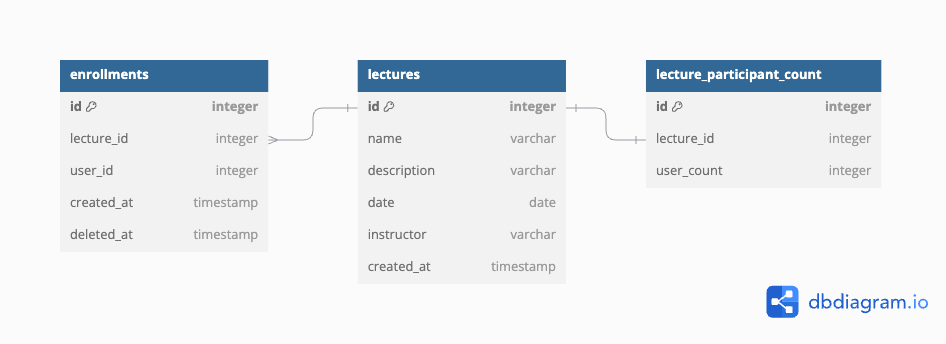 enrollments
id integer
lecture_id integer
user_id integer
created_at timestamp
deleted_at timestamp
lectures
id integer
name varchar
description varchar
date date
instructor varchar
created_at timestamp
lecture_participant_count
id integer
lecture_id integer
user_count integer
dbdiagram.io